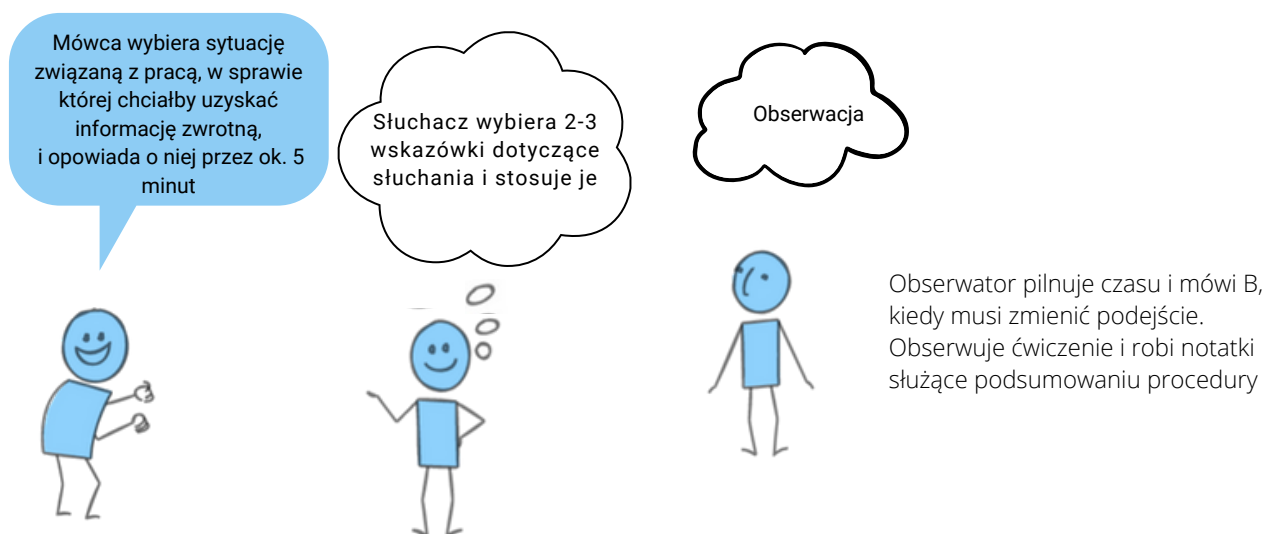 Mówca wybiera sytuację
związaną z pracą, w sprawie
której chciałby uzyskać
informację zwrotną,
i opowiada o niej przez ok. 5
minut
Słuchacz wybiera 2-3
wskazówki dotyczące
słuchania i stosuje je
Obserwacja
Obserwator pilnuje czasu i mówi B,
kiedy musi zmienić podejście.
Obserwuje ćwiczenie i robi notatki
służące podsumowaniu procedury